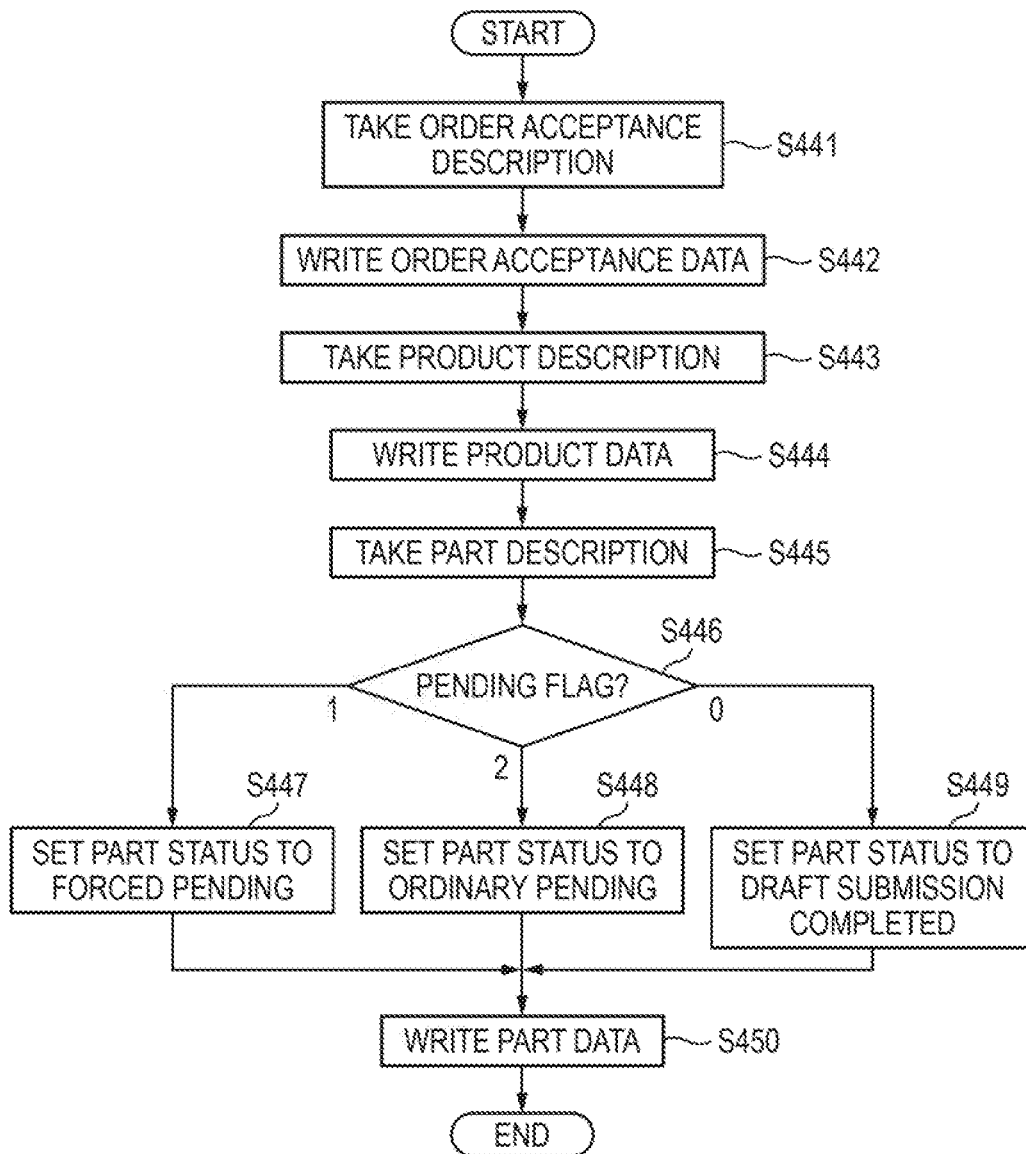 START
TAKE ORDER ACCEPTANCE
DESCRIPTION
S441
WRITE ORDER ACCEPTANCE DATA
S442
TAKE PRODUCT DESCRIPTION
S443
WRITE PRODUCT DATA
S444
TAKE PART DESCRIPTION
S445
S446
PENDING FLAG?
1
2
0
S447
SET PART STATUS TO
FORCED PENDING
S448
SET PART STATUS TO
ORDINARY PENDING
S449
SET PART STATUS TO
DRAFT SUBMISSION
COMPLETED
WRITE PART DATA
S450
END